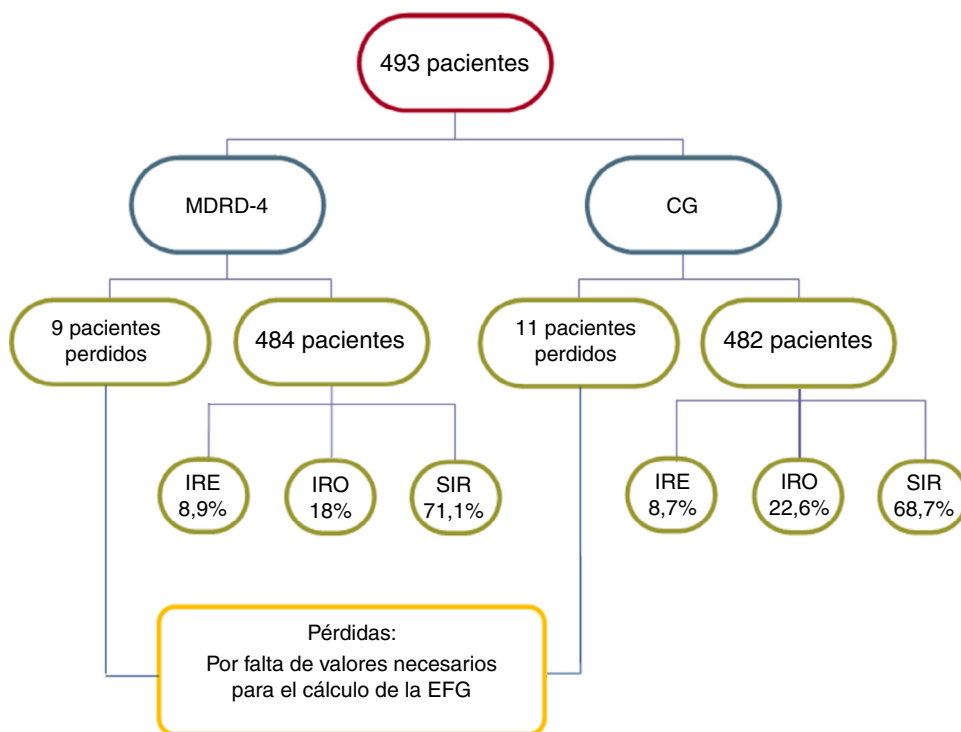 493 pacientes
MDRD-4
CG
9 pacientes
perdidos
484 pacientes
11 pacientes
perdidos
482 pacientes
IRE
8,9%
IRO
18%
SIR
71,1%
IRE
8,7%
IRO
22,6%
SIR
68,7%
Pérdidas:
Por falta de valores necesarios
para el cálculo de la EFG